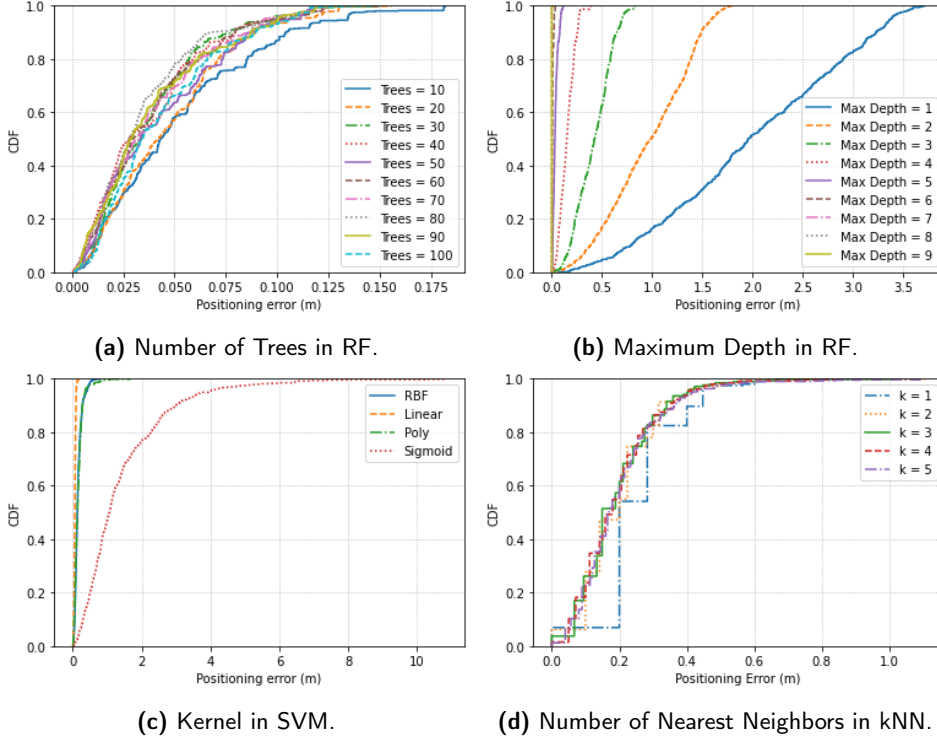 1.0
0.8
0.6
0.4
0.2
0.0
CDF
0.000 0.025 0.050 0.075 0.100 0.125 0.150 0.175
Positioning error (m)
Trees = 10
Trees = 20
Trees = 30
Trees = 40
Trees = 50
Trees = 60
Trees = 70
Trees = 80
Trees = 90
Trees = 100
(a) Number of Trees in RF.
1.0
0.8
0.6
0.4
0.2
0.0
CDF
0.0 0.5 1.0 1.5 2.0 2.5 3.0 3.5
Positioning error (m)
Max Depth = 1
Max Depth = 2
Max Depth = 3
Max Depth = 4
Max Depth = 5
Max Depth = 6
Max Depth = 7
Max Depth = 8
Max Depth = 9
(b) Maximum Depth in RF.
1.0
0.8
0.6
0.4
0.2
0.0
CDF
0 2 4 6 8 10
Positioning error (m)
RBF
Linear
Poly
Sigmoid
(c) Kernel in SVM.
1.0
0.8
0.6
0.4
0.2
0.0
CDF
0.0 0.2 0.4 0.6 0.8 1.0
Positioning Error (m)
k = 1
k = 2
k = 3
k = 4
k = 5
(d) Number of Nearest Neighbors in kNN.